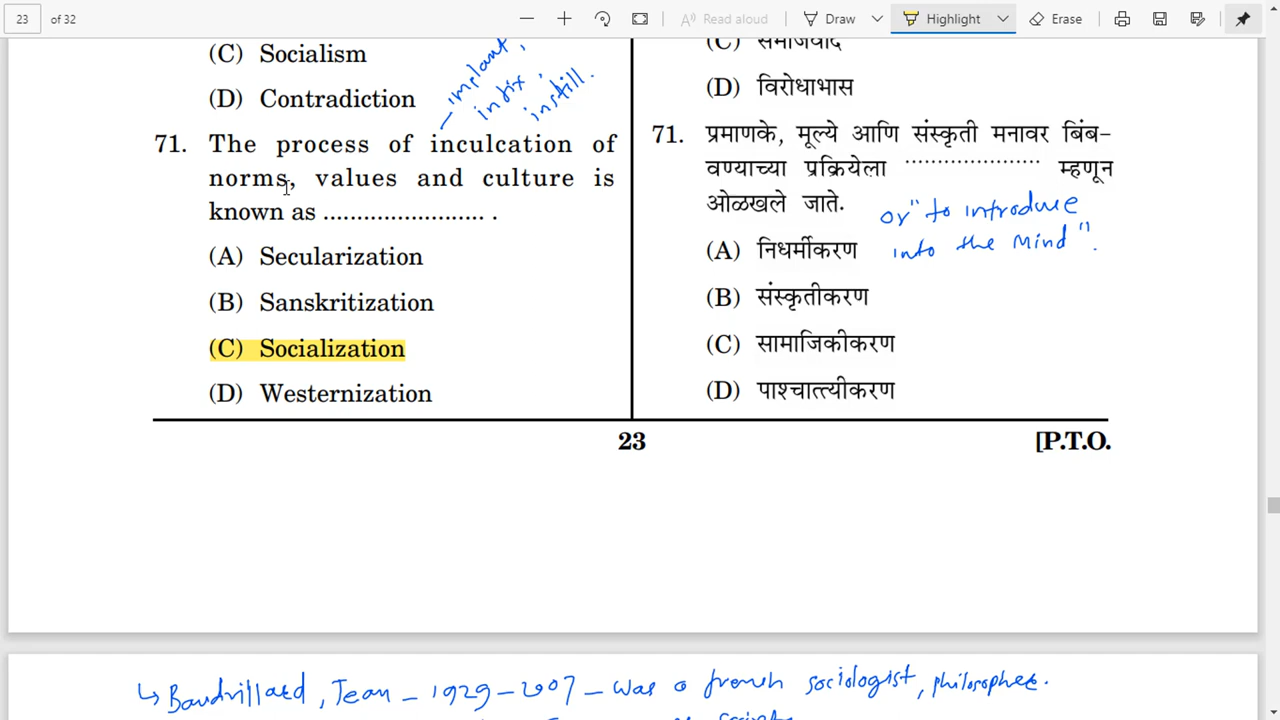 23 of 32
Read aloud
Draw
Highlight
Erase
(C) Socialism
(D) Contradiction
- implant,
infix,
instill.
71. The process of inculcation of
norms, values and culture is
known as ........................ .
(A) Secularization
(B) Sanskritization
(C) Socialization
(D) Westernization
(C) समाजवाद
(D) विरोधाभास
71. प्रमाणके, मूल्ये आणि संस्कृती मनावर बिंब-
वण्याच्या प्रक्रियेला ..................... म्हणून
ओळखले जाते.
or "to introduce
into the mind".
(A) निधर्मीकरण
(B) संस्कृतीकरण
(C) सामाजिकीकरण
(D) पाश्चात्त्यीकरण
23
[P.T.O.
↳ Baudrillard, Jean - 1929-2007 - was a french sociologist, philosopher.